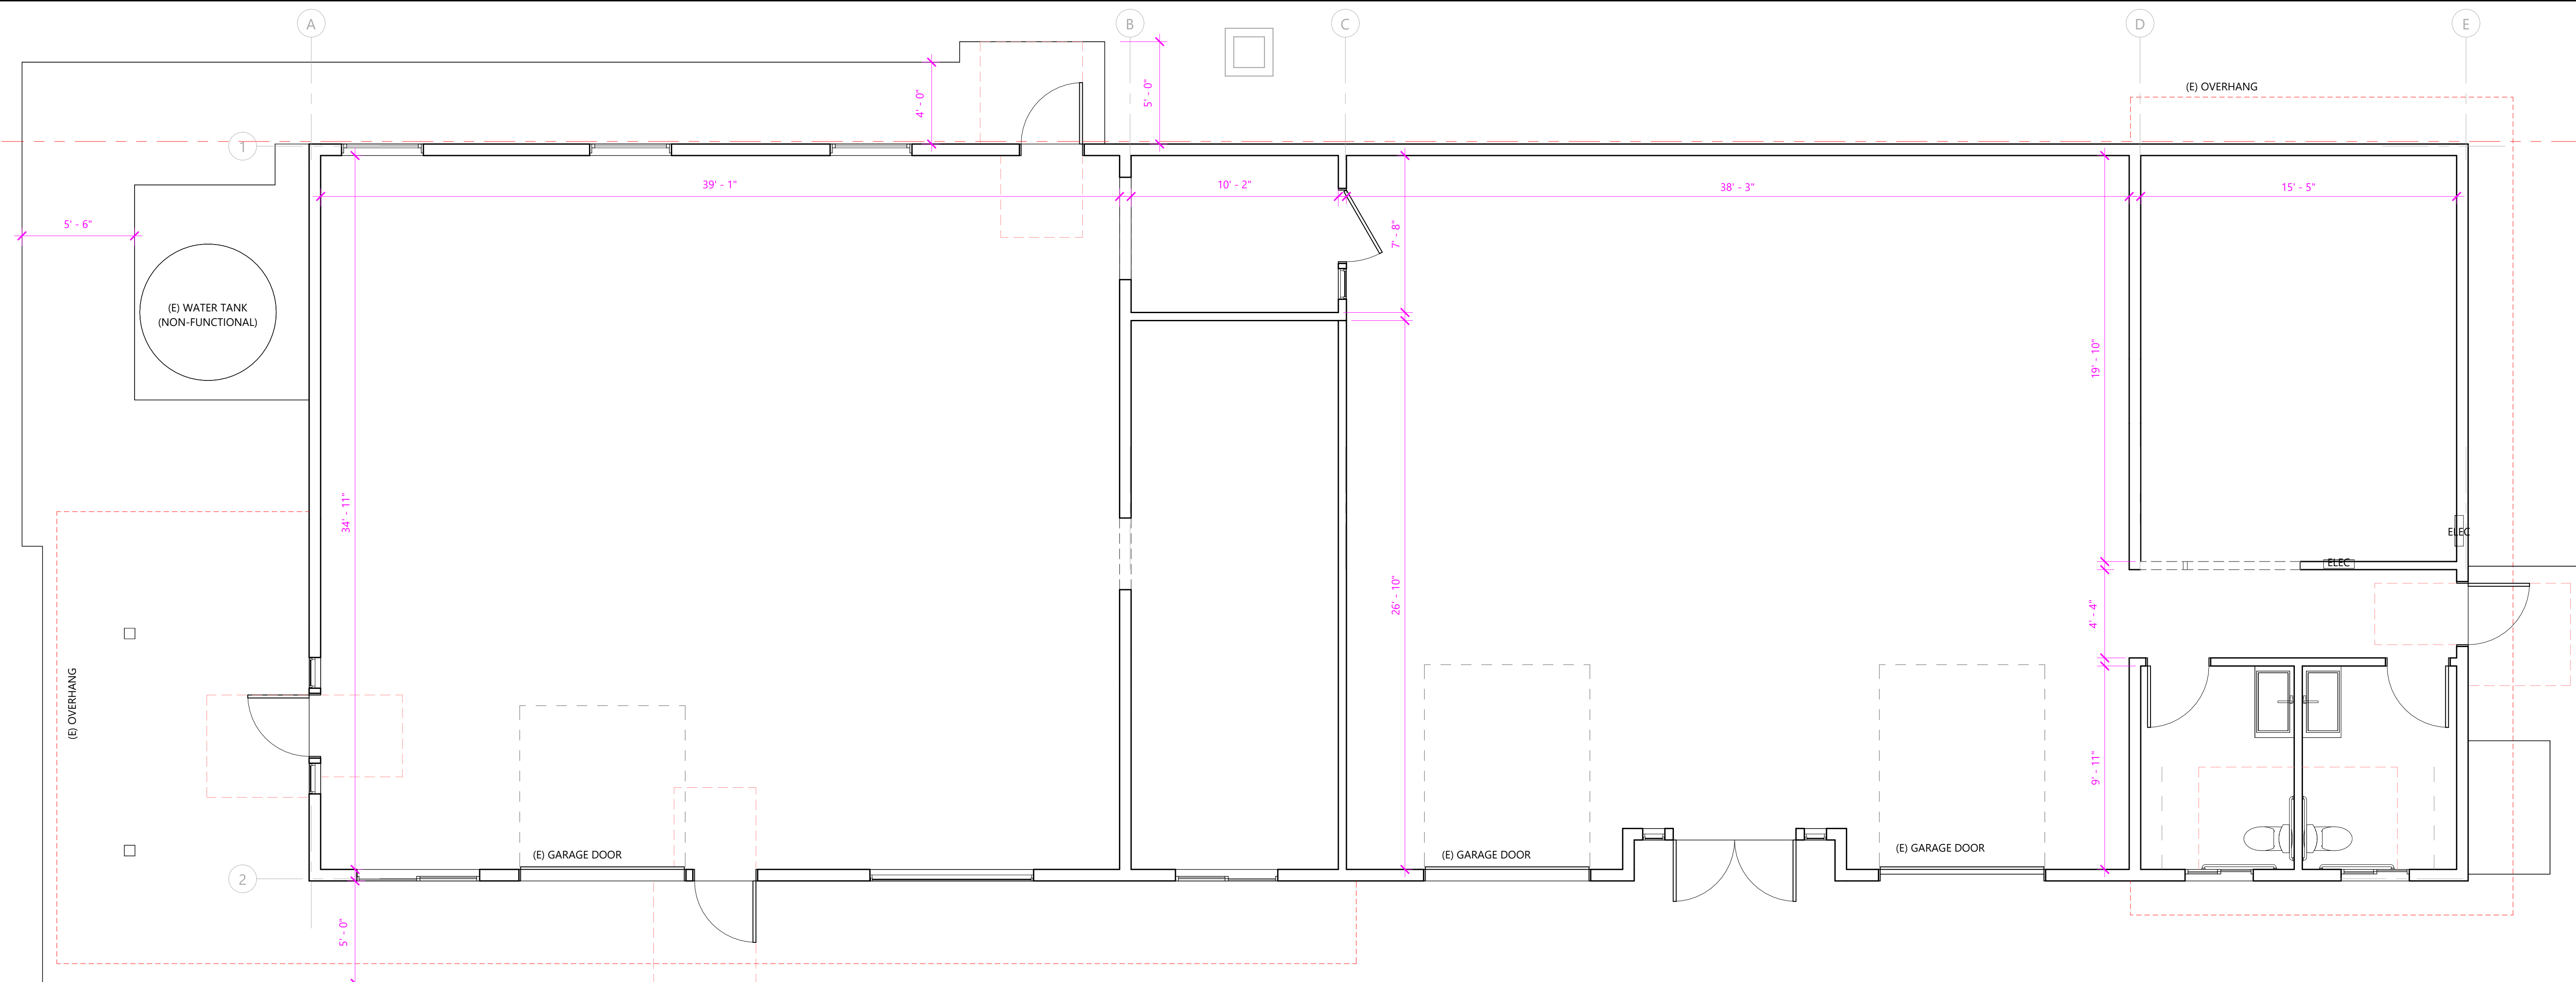 A
B
C
D
E
(E) OVERHANG
4' - 0"
5' - 0"
1
39' - 1"
10' - 2"
38' - 3"
15' - 5"
5' - 6"
7' - 8"
(E) WATER TANK
(NON-FUNCTIONAL)
19' - 10"
34' - 11"
ELEC
ELEC
26' - 10"
4' - 4"
(E) OVERHANG
9' - 11"
(E) GARAGE DOOR
(E) GARAGE DOOR
(E) GARAGE DOOR
2
5' - 0"